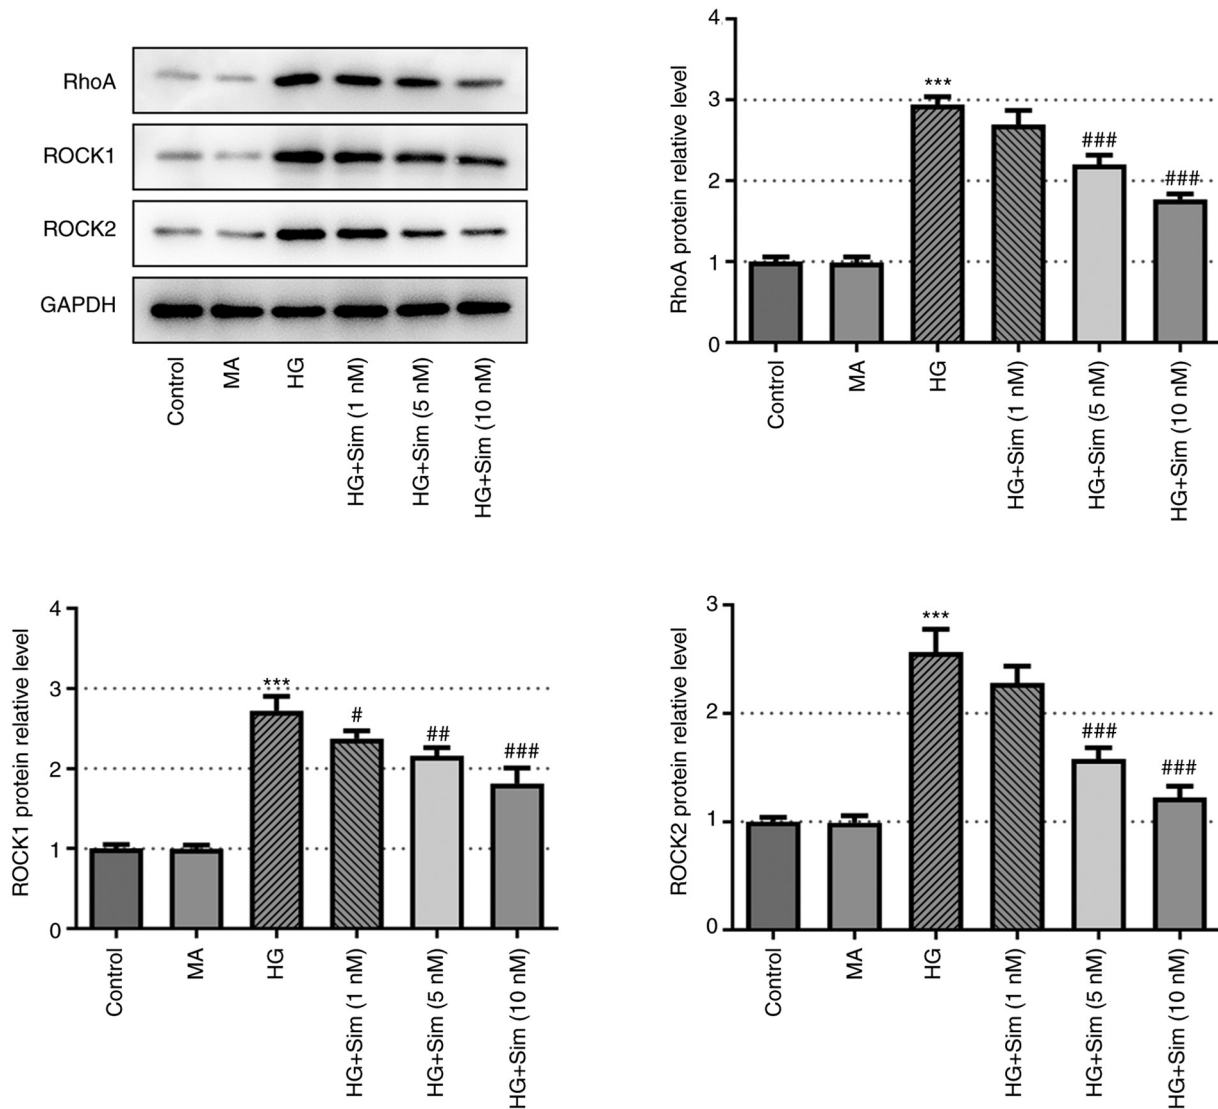 RhoA
ROCK1
ROCK2
GAPDH
Control
MA
HG
HG+Sim (1 nM)
HG+Sim (5 nM)
HG+Sim (10 nM)
RhoA protein relative level
4
3
2
1
0
***
###
###
Control
MA
HG
HG+Sim (1 nM)
HG+Sim (5 nM)
HG+Sim (10 nM)
ROCK1 protein relative level
4
3
2
1
0
***
#
##
###
Control
MA
HG
HG+Sim (1 nM)
HG+Sim (5 nM)
HG+Sim (10 nM)
ROCK2 protein relative level
3
2
1
0
***
###
###
Control
MA
HG
HG+Sim (1 nM)
HG+Sim (5 nM)
HG+Sim (10 nM)